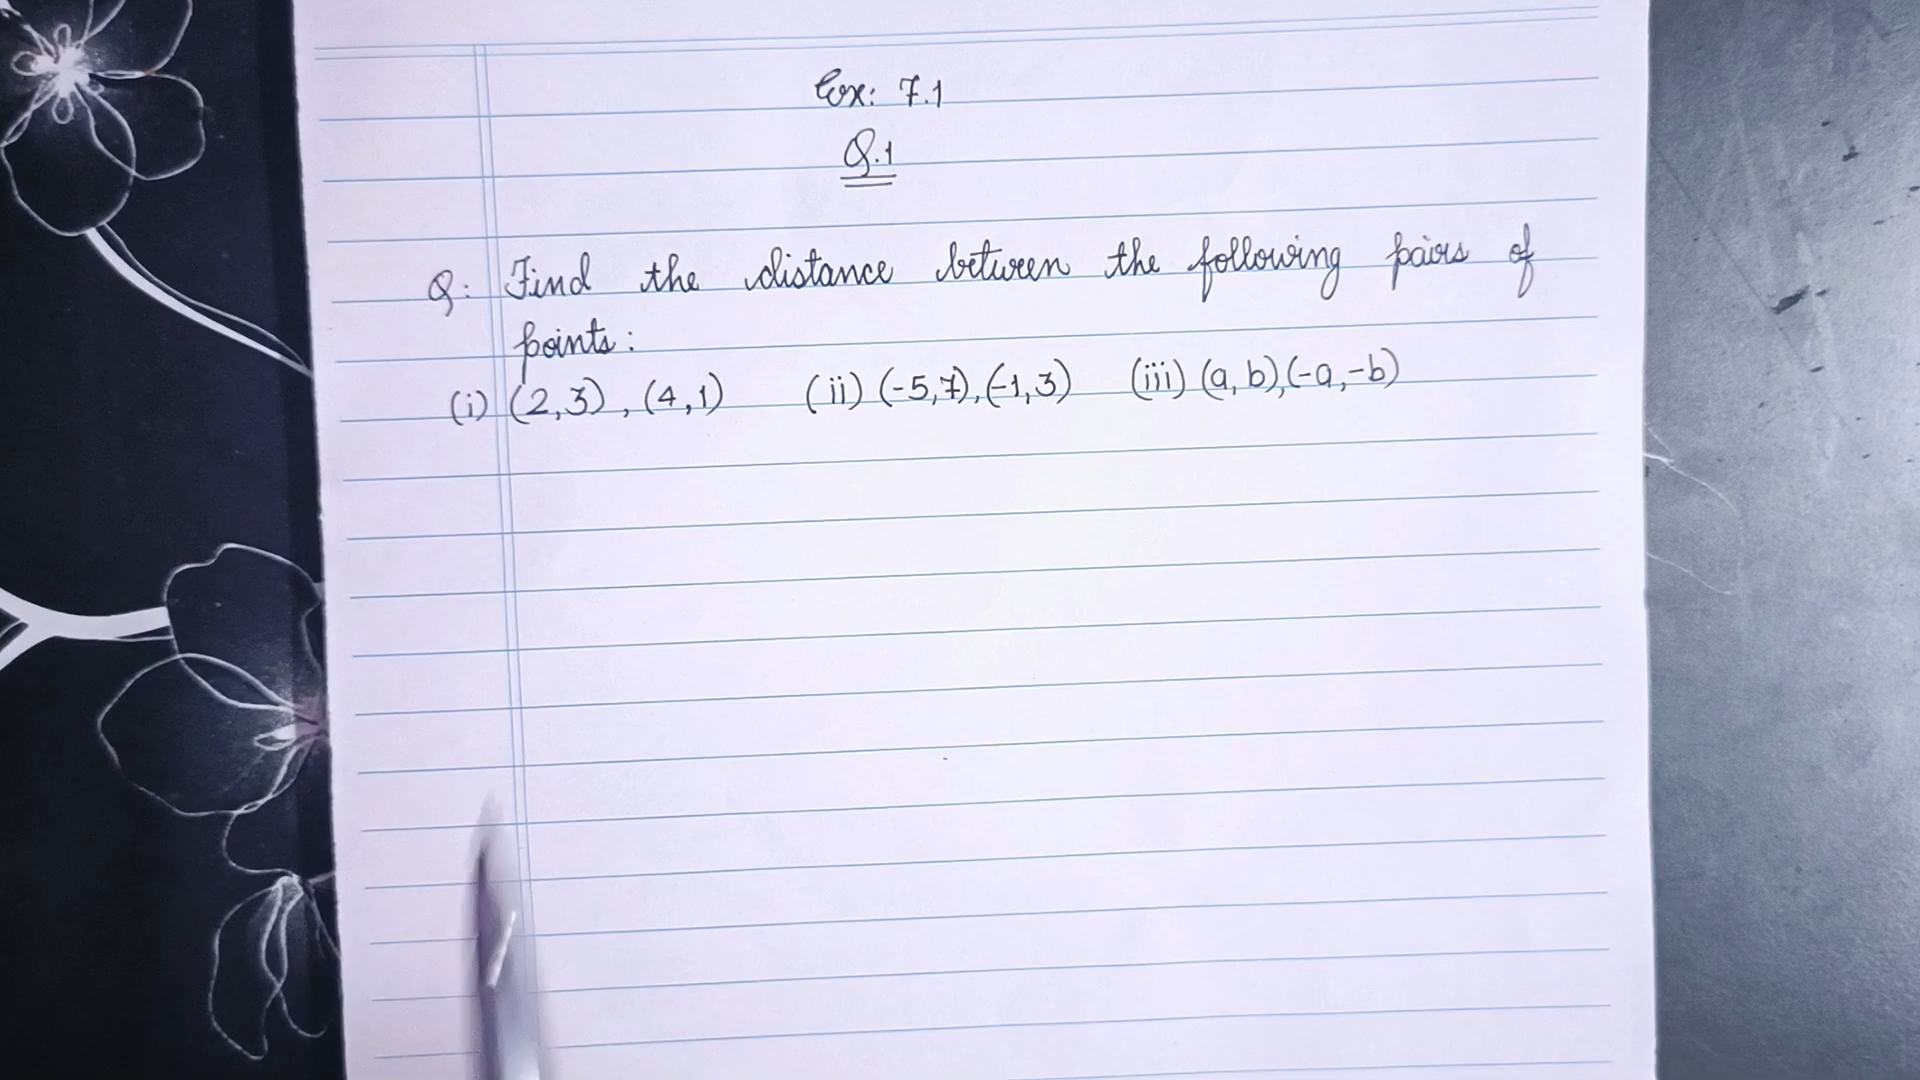 Ex: 7.1
Q.1
Q: Find the distance between the following pairs of
points:
(i) (2,3), (4,1) (ii) (-5,7), (-1,3) (iii) (a, b), (-a,-b)